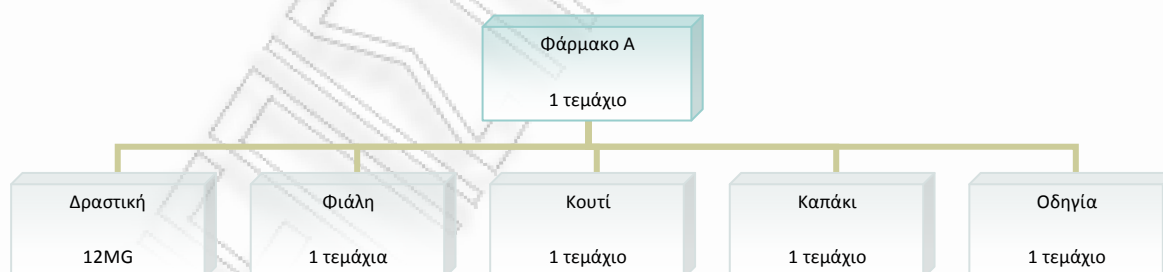 Φάρμακο Α
1 τεμάχιο
Δραστική
12MG
Φιάλη
1 τεμάχια
Κουτί
1 τεμάχιο
Καπάκι
1 τεμάχιο
Οδηγία
1 τεμάχιο